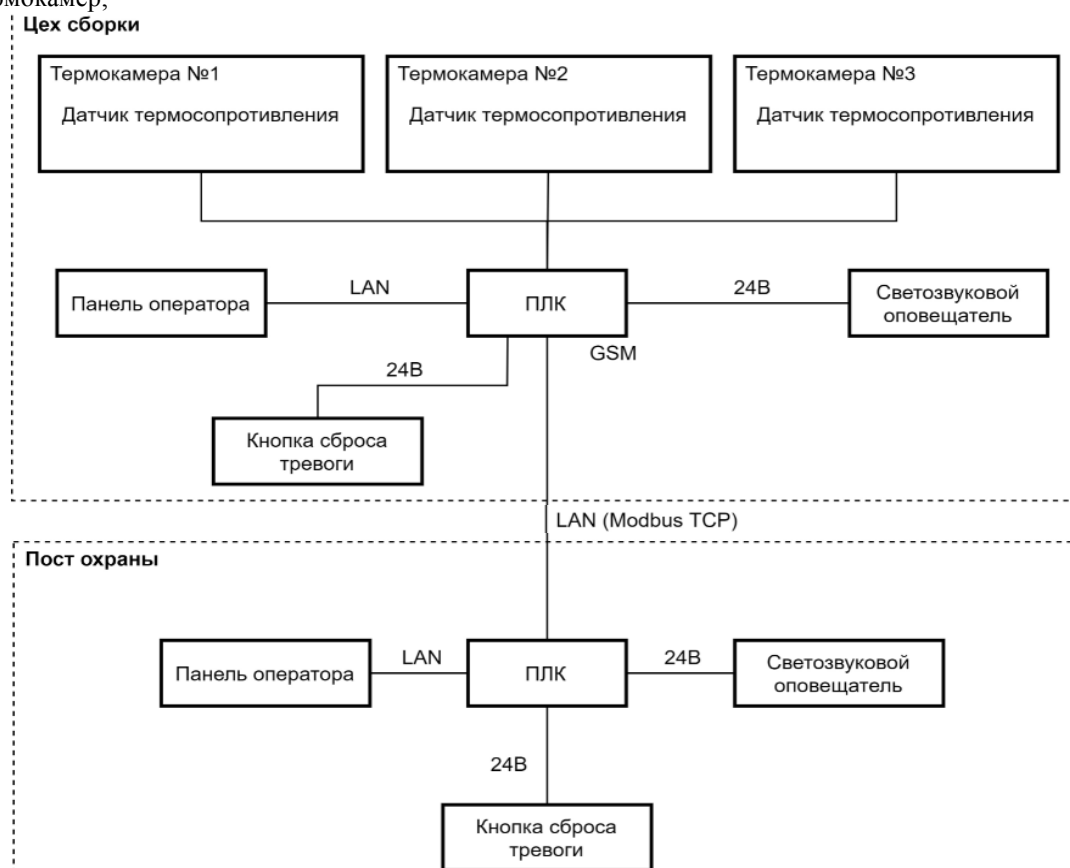 Цех сборки
Термокамера №1
Датчик термосопротивления
Термокамера №2
Датчик термосопротивления
Термокамера №3
Датчик термосопротивления
Панель оператора
LAN
ПЛК
24В
Светозвуковой
оповещатель
GSM
24В
Кнопка сброса
тревоги
LAN (Modbus TCP)
Пост охраны
Панель оператора
LAN
ПЛК
24В
Светозвуковой
оповещатель
24В
Кнопка сброса
тревоги